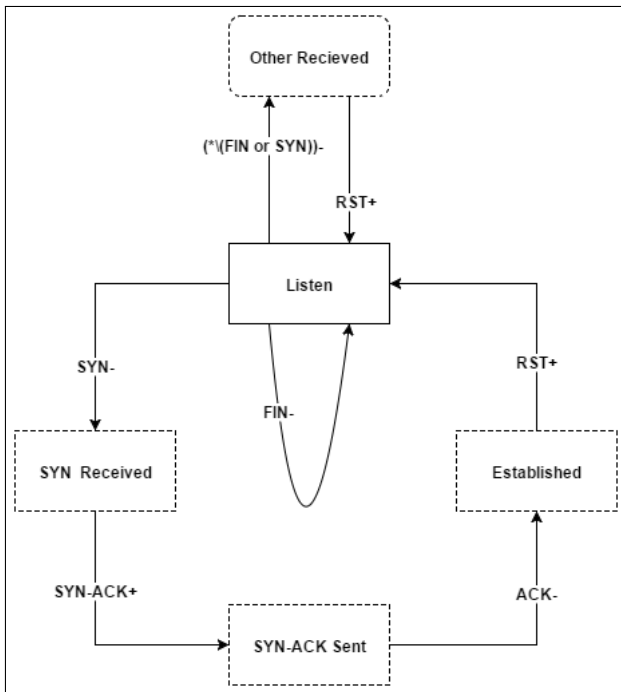 Other Recieved
(*\(FIN or SYN))-
RST+
Listen
SYN-
RST+
FIN-
SYN  Received
Established
SYN-ACK+
ACK-
SYN-ACK Sent